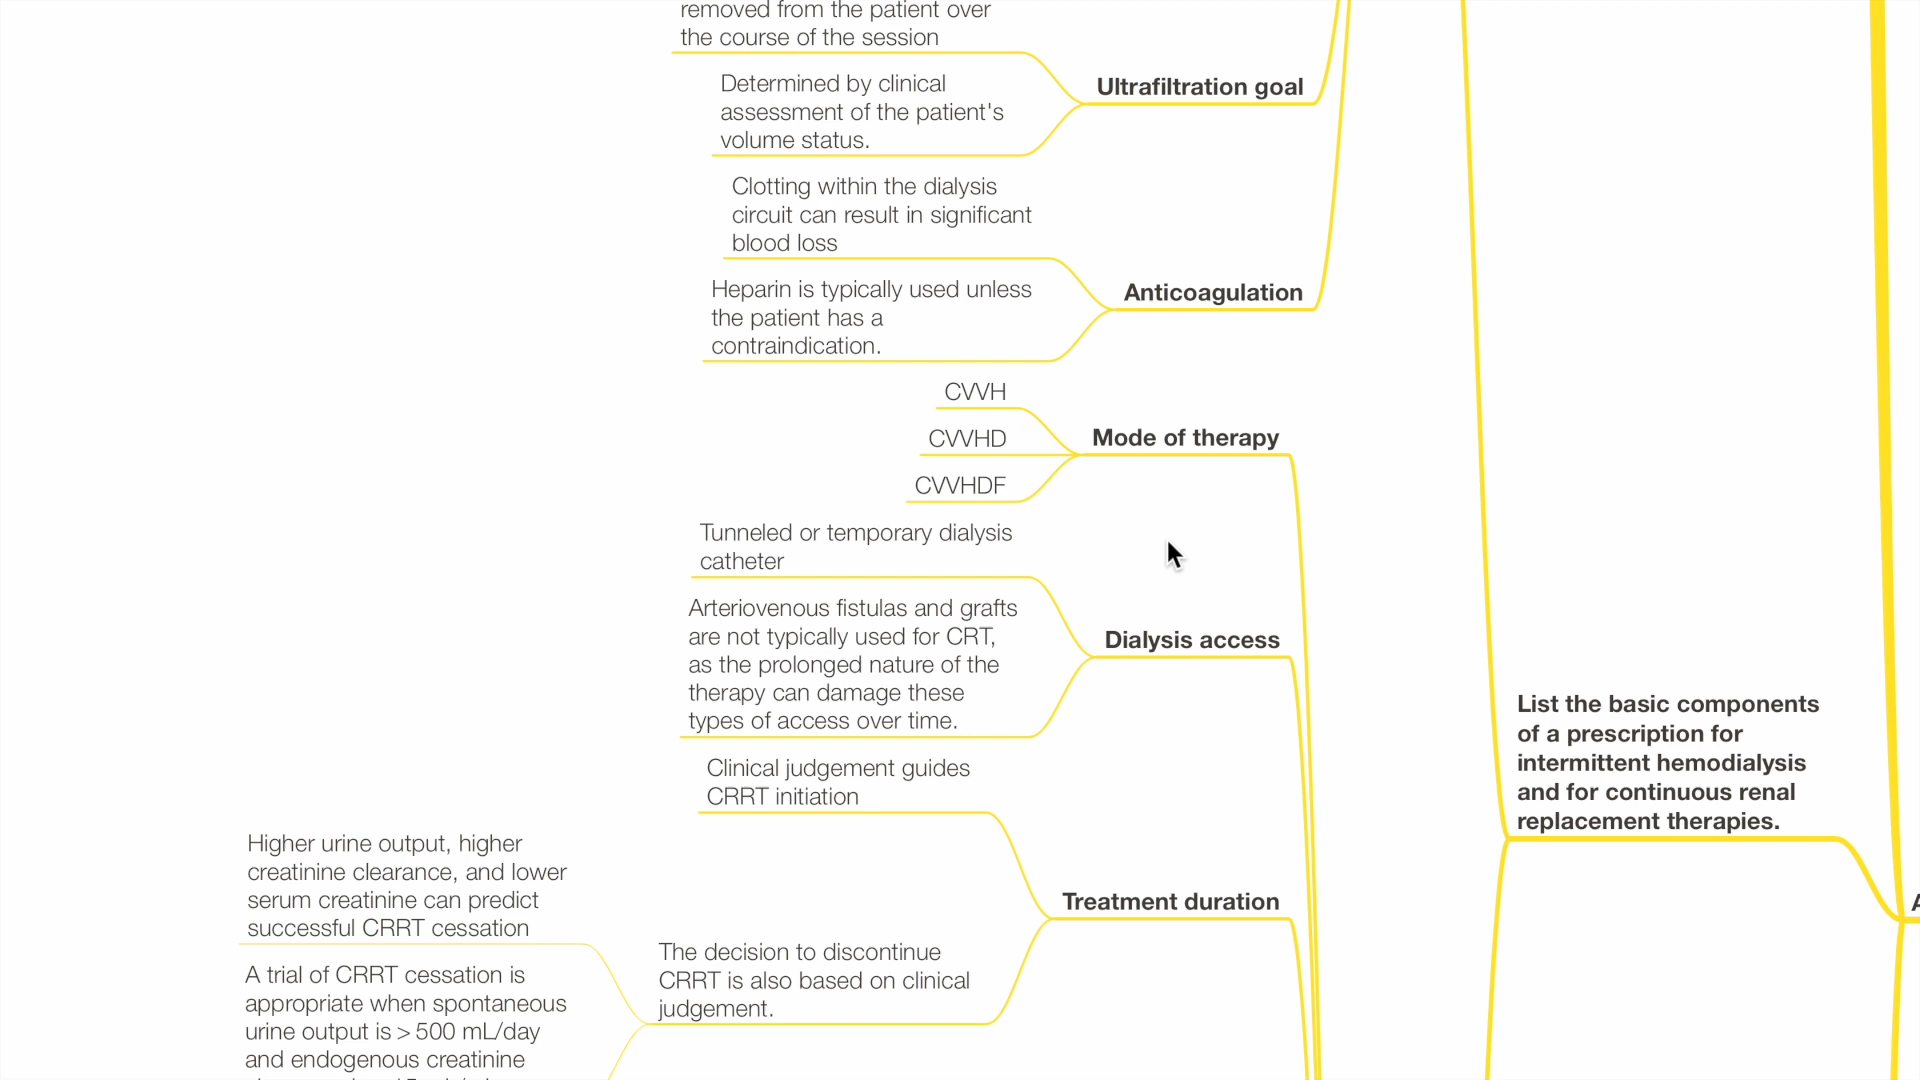 removed from the patient over
the course of the session
Ultrafiltration goal
Determined by clinical
assessment of the patient's
volume status.
Clotting within the dialysis
circuit can result in significant
blood loss
Anticoagulation
Heparin is typically used unless
the patient has a
contraindication.
CVVH
Mode of therapy
CVVHD
CVVHDF
Tunneled or temporary dialysis
catheter
Dialysis access
Arteriovenous fistulas and grafts
are not typically used for CRT,
as the prolonged nature of the
therapy can damage these
types of access over time.
List the basic components
of a prescription for
intermittent hemodialysis
and for continuous renal
replacement therapies.
Clinical judgement guides
CRRT initiation
Treatment duration
Higher urine output, higher
creatinine clearance, and lower
serum creatinine can predict
successful CRRT cessation
The decision to discontinue
CRRT is also based on clinical
judgement.
A trial of CRRT cessation is
appropriate when spontaneous
urine output is > 500 mL/day
and endogenous creatinine